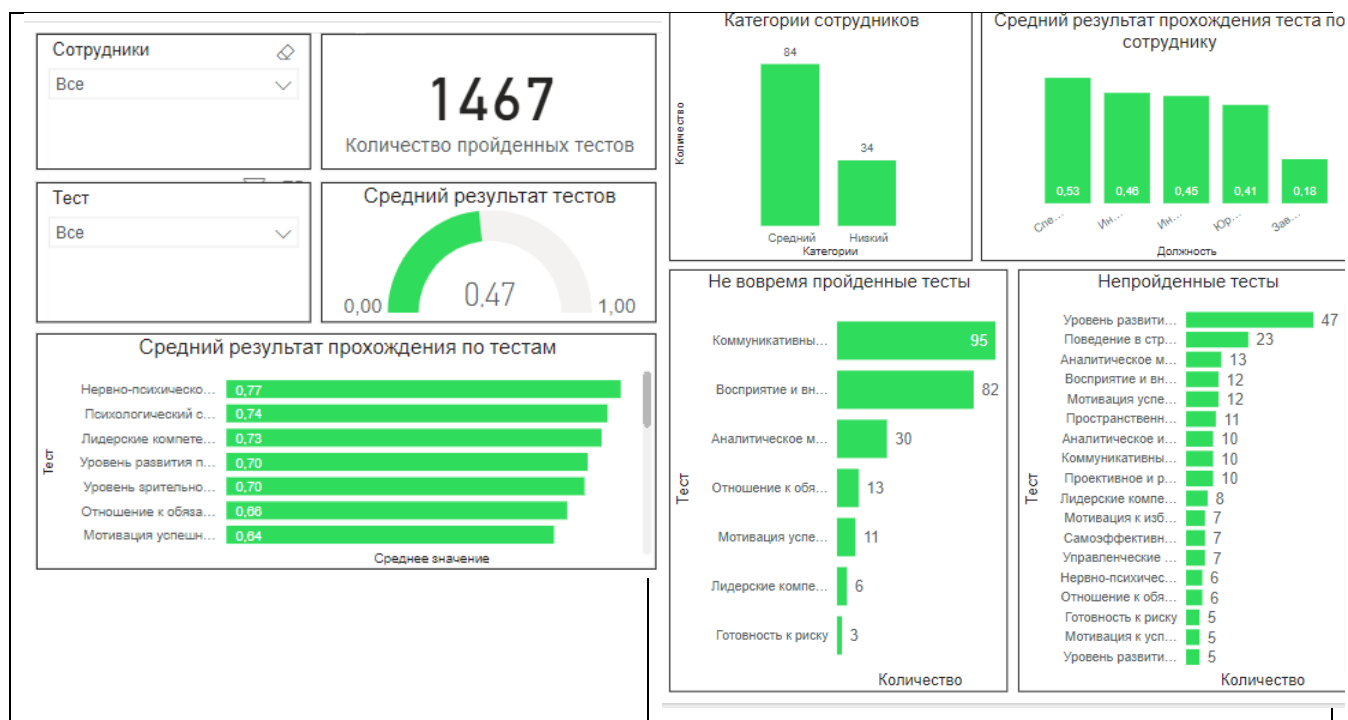 Сотрудники
Все
1467
Количество пройденных тестов
Тест
Все
Средний результат тестов
0,00
0,47
1,00
Средний результат прохождения по тестам
Тест
Нервно-психическо... 0,77
Психологический с... 0,74
Лидерские компете... 0,73
Уровень развития п... 0,70
Уровень зрительно... 0,70
Отношение к обяза... 0,66
Мотивация успешн... 0,64
Среднее значение
Категории сотрудников
Количество
84
34
Средний
Низкий
Категории
Средний результат прохождения теста по
сотруднику
0,53 0,46 0,45 0,41 0,18
Спе... Ин... Ин... Юр... Зав...
Должность
Не вовремя пройденные тесты
Тест
Коммуникативны... 95
Восприятие и вн... 82
Аналитическое м... 30
Отношение к обя... 13
Мотивация успе... 11
Лидерские компе... 6
Готовность к риску 3
Количество
Непройденные тесты
Тест
Уровень развити... 47
Поведение в стр... 23
Аналитическое м... 13
Восприятие и вн... 12
Мотивация успе... 12
Пространственн... 11
Аналитическое и... 10
Коммуникативны... 10
Проективное и р... 10
Лидерские компе... 8
Мотивация к изб... 7
Самоэффективн... 7
Управленческие ... 7
Нервно-психичес... 6
Отношение к обя... 6
Готовность к риску 5
Мотивация к усп... 5
Уровень развити... 5
Количество